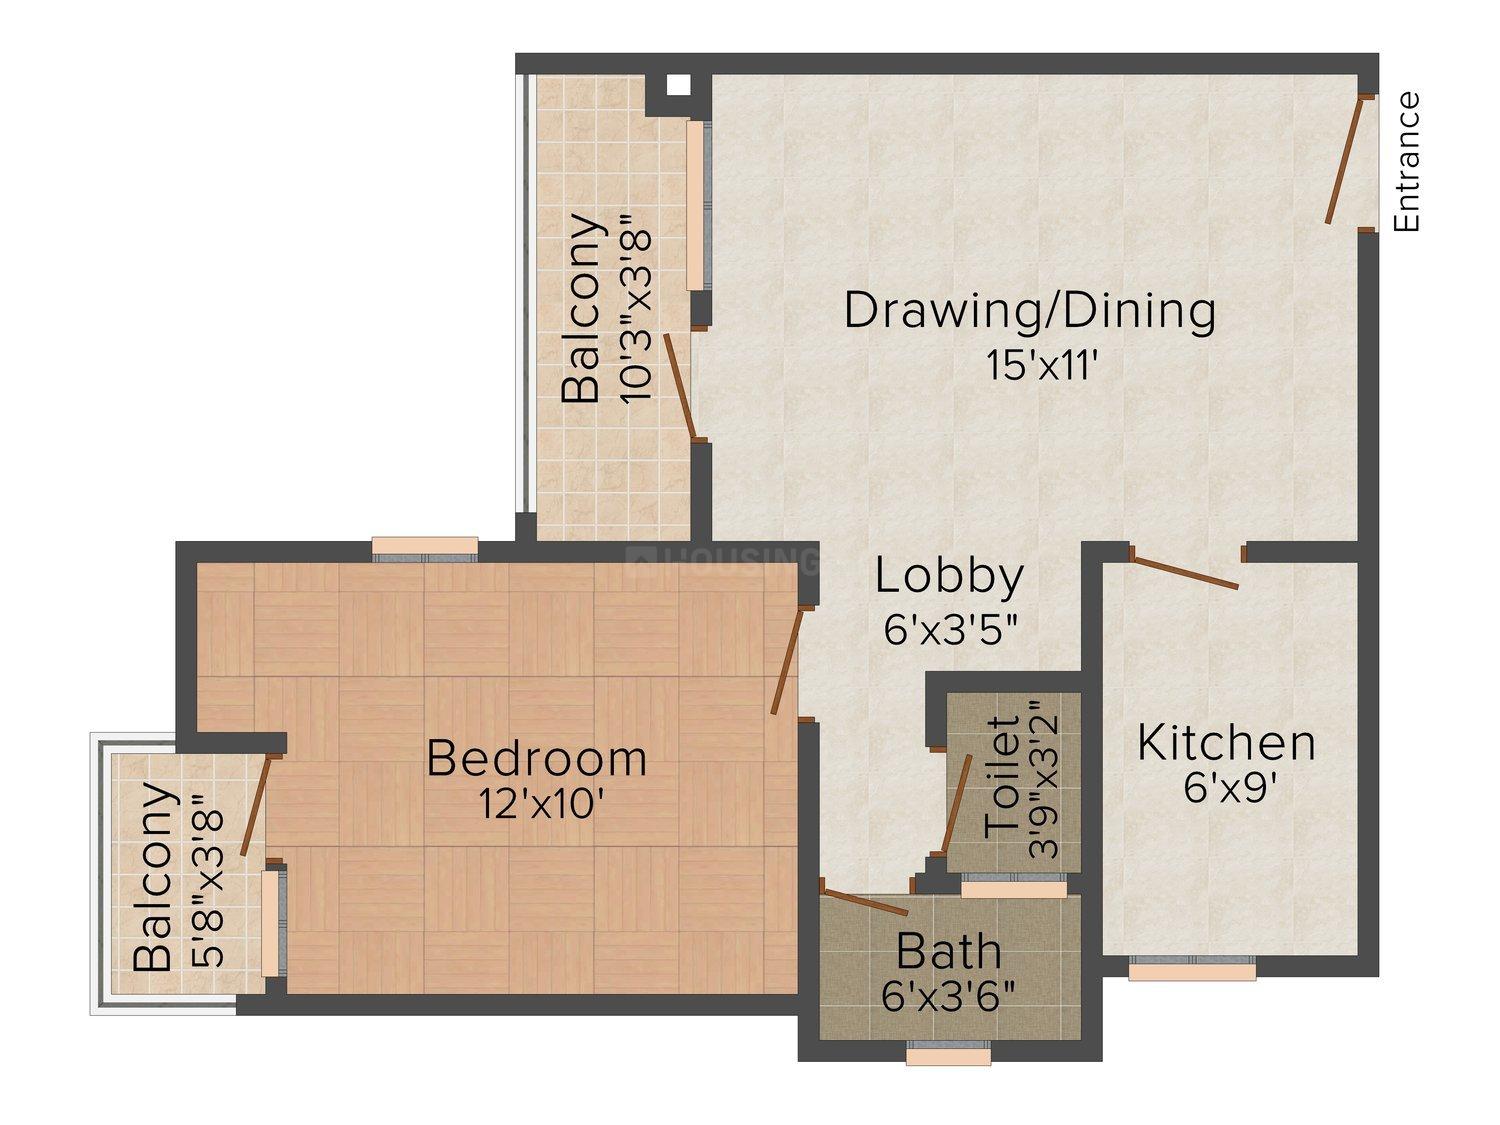 Entrance
Balcony
10'3"x3'8"
Drawing/Dining
15'x11'
HOUSING
Lobby
6'x3'5"
Bedroom
12'x10'
Toilet
3'9"x3'2"
Kitchen
6'x9'
Balcony
5'8"x3'8"
Bath
6'x3'6"